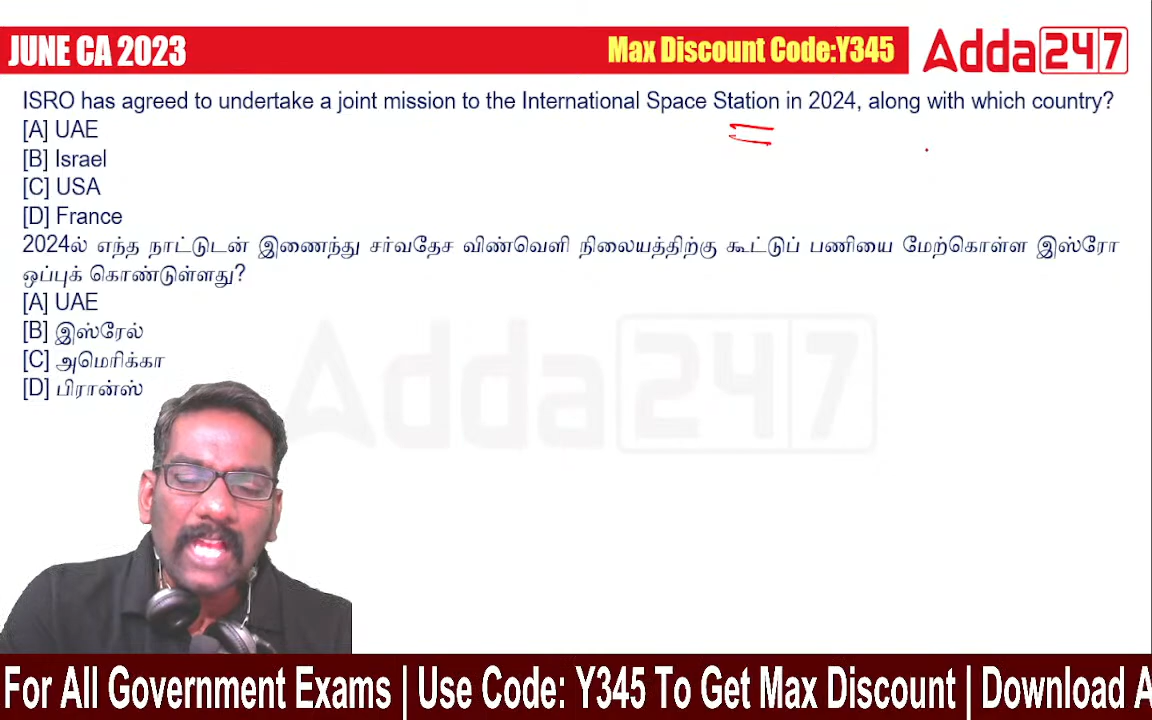 JUNE CA 2023
Max Discount Code:Y345
Adda247
ISRO has agreed to undertake a joint mission to the International Space Station in 2024, along with which country?
[A] UAE
[B] Israel
[C] USA
[D] France
2024ல் எந்த நாட்டுடன் இணைந்து சர்வதேச விண்வெளி நிலையத்திற்கு கூட்டுப் பணியை மேற்கொள்ள இஸ்ரோ
ஒப்புக் கொண்டுள்ளது?
[A] UAE
[B] இஸ்ரேல்
[C] அமெரிக்கா
[D] பிரான்ஸ்
Adda247
For All Government Exams | Use Code: Y345 To Get Max Discount | Download A